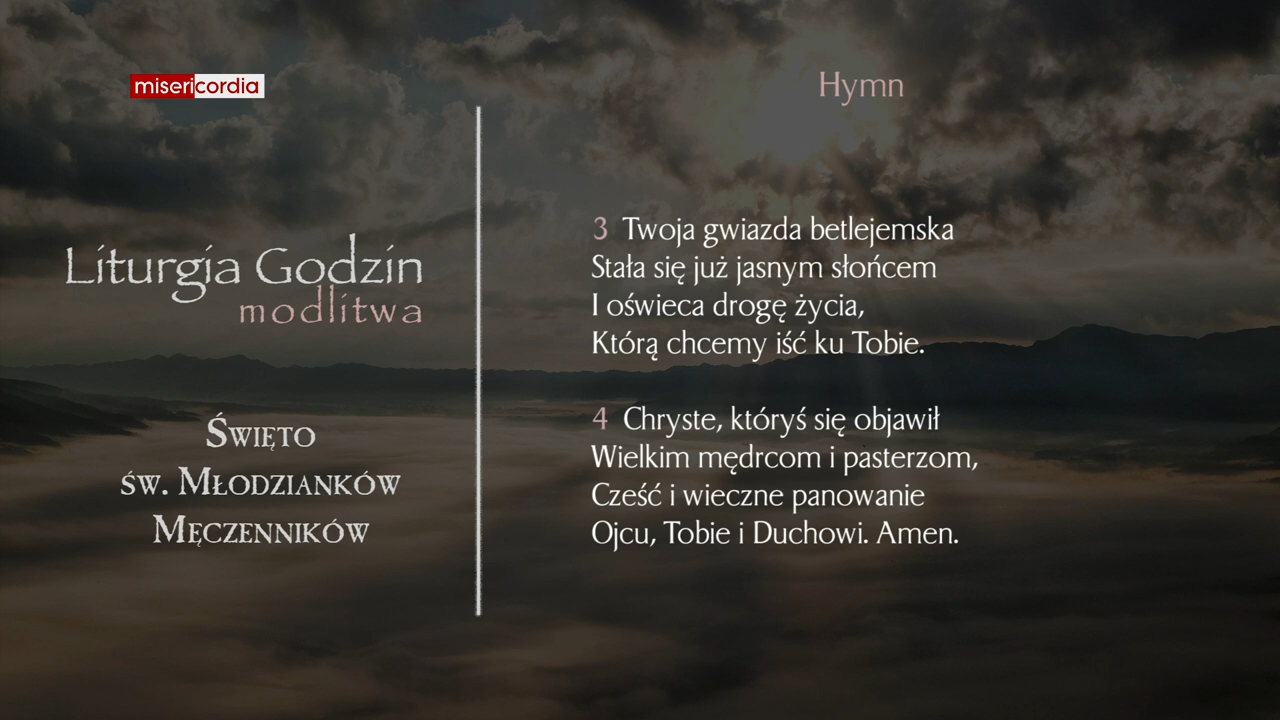 misericordia
Liturgia Godzin
modlitwa
Święto
św. Młodzianków
Męczenników
Hymn
3 Twoja gwiazda betlejemska
Stała się już jasnym słońcem
I oświeca drogę życia,
Którą chcemy iść ku Tobie.
4 Chryste, któryś się objawił
Wielkim mędrcom i pasterzom,
Cześć i wieczne panowanie
Ojcu, Tobie i Duchowi. Amen.